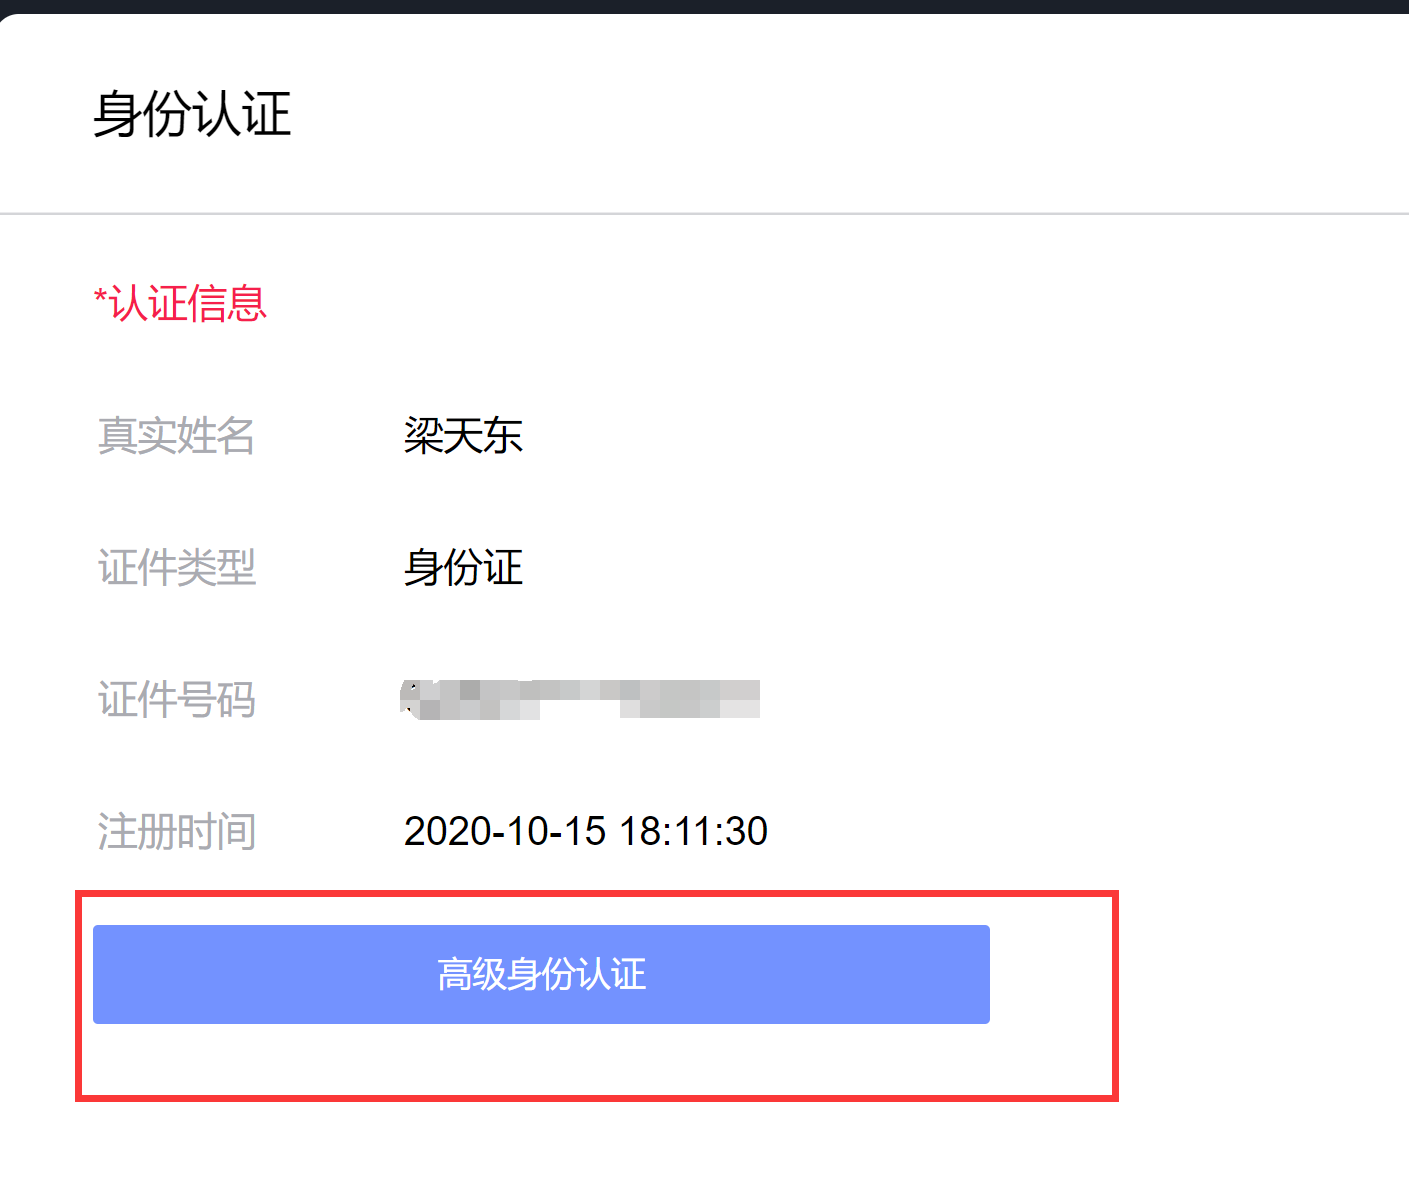 身份认证
*认证信息
真实姓名 梁天东
证件类型 身份证
证件号码
注册时间 2020-10-15 18:11:30
高级身份认证